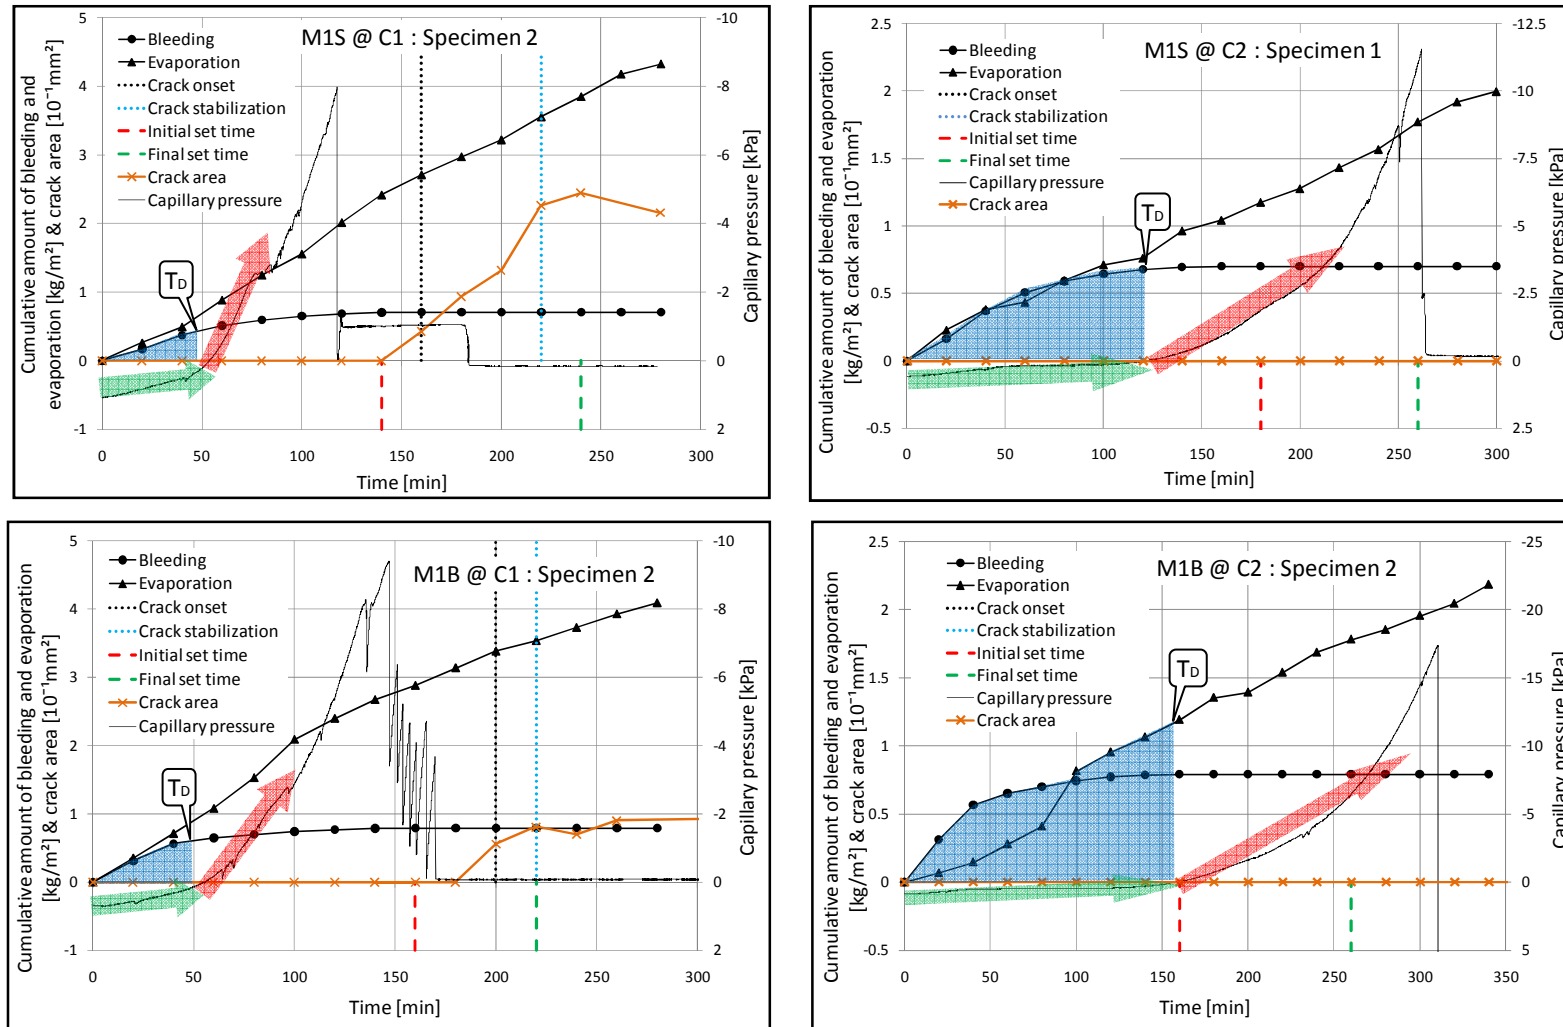 M1S @ C1 : Specimen 2
Bleeding
Evaporation
Crack onset
Crack stabilization
Initial set time
Final set time
Crack area
Capillary pressure
T_D
Cumulative amount of bleeding and
evaporation [kg/m²] & crack area [10⁻¹mm²]
5
4
3
2
1
0
-1
Capillary pressure [kPa]
-10
-8
-6
-4
-2
0
2
0 50 100 150 200 250 300
Time [min]
M1S @ C2 : Specimen 1
Bleeding
Evaporation
Crack onset
Crack stabilization
Initial set time
Final set time
Capillary pressure
Crack area
T_D
Cumulative amount of bleeding and evaporation
[kg/m²] & crack area [10⁻¹mm²]
2.5
2
1.5
1
0.5
0
-0.5
Capillary pressure [kPa]
-12.5
-10
-7.5
-5
-2.5
0
2.5
0 50 100 150 200 250 300
Time [min]
M1B @ C1 : Specimen 2
Bleeding
Evaporation
Crack onset
Crack stabilization
Initial set time
Final set time
Crack area
Capillary pressure
T_D
Cumulative amount of bleeding and evaporation
[kg/m²] & crack area [10⁻¹mm²]
5
4
3
2
1
0
-1
Capillary pressure [kPa]
-10
-8
-6
-4
-2
0
2
0 50 100 150 200 250 300
Time [min]
M1B @ C2 : Specimen 2
Bleeding
Evaporation
Crack onset
Crack stabilization
Initial set time
Final set time
Capillary pressure
Crack area
T_D
Cumulative amount of bleeding and evaporation
[kg/m²] & crack area [10⁻¹mm²]
2.5
2
1.5
1
0.5
0
-0.5
Capillary pressure [kPa]
-25
-20
-15
-10
-5
0
5
0 50 100 150 200 250 300 350
Time [min]